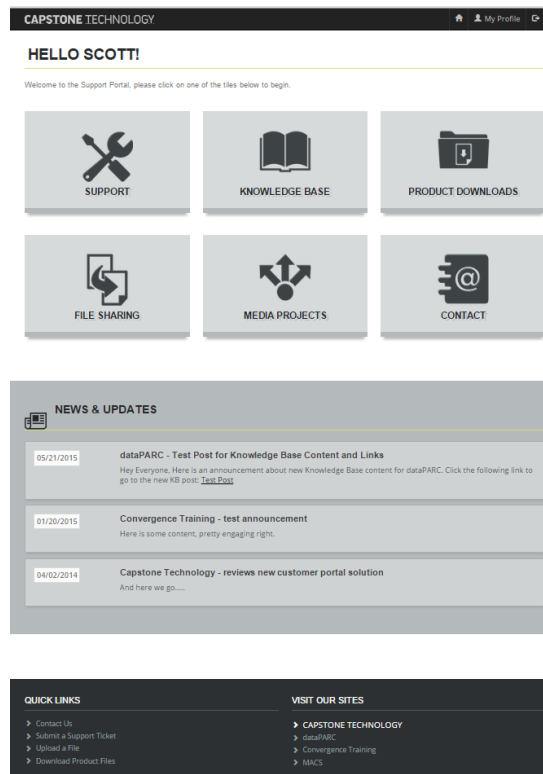 CAPSTONE TECHNOLOGY
My Profile
HELLO SCOTT!
Welcome to the Support Portal, please click on one of the tiles below to begin.
SUPPORT
KNOWLEDGE BASE
PRODUCT DOWNLOADS
@
FILE SHARING
MEDIA PROJECTS
CONTACT
NEWS & UPDATES
05/21/2015
dataPARC - Test Post for Knowledge Base Content and Links
Hey Everyone, Here is an announcement about new Knowledge Base content for dataPARC. Click the following link to
go to the new KB post: Test Post
01/20/2015
Convergence Training - test announcement
Here is some content, pretty engaging right.
04/02/2014
Capstone Technology - reviews new customer portal solution
And here we go.....
QUICK LINKS
Contact Us
Submit a Support Ticket
Upload a File
Download Product Files
VISIT OUR SITES
CAPSTONE TECHNOLOGY
dataPARC
Convergence Training
MACS